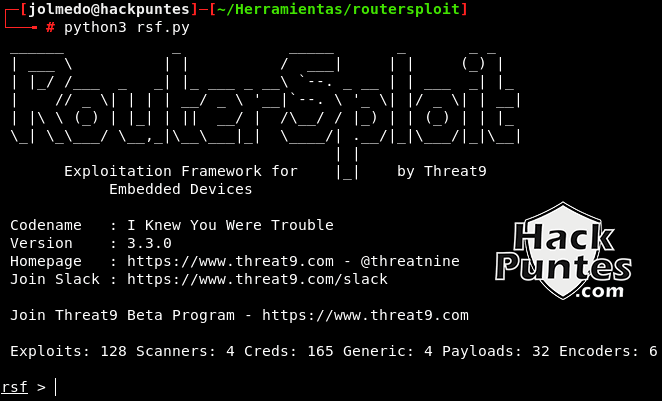 [jolmedo@hackpuntes]─[~/Herramientas/routersploit]
# python3 rsf.py
RouterSploit
Exploitation Framework for by Threat9
Embedded Devices
Codename : I Knew You Were Trouble
Version : 3.3.0
Homepage : https://www.threat9.com - @threatnine
Join Slack : https://www.threat9.com/slack
Join Threat9 Beta Program - https://www.threat9.com
Exploits: 128 Scanners: 4 Creds: 165 Generic: 4 Payloads: 32 Encoders: 6
rsf >
Hack
Puntes
.com